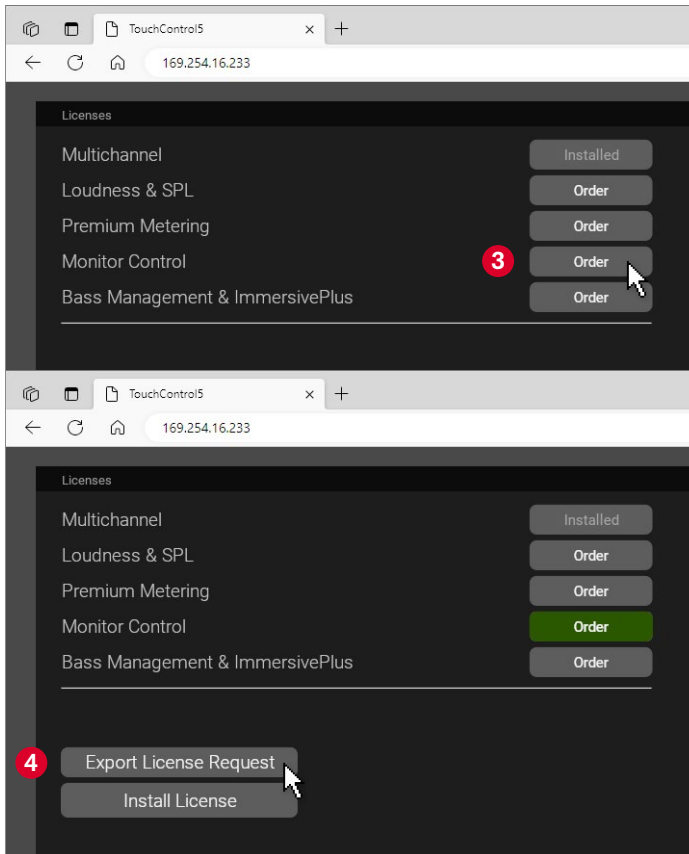 TouchControl5
169.254.16.233
Licenses
Multichannel Installed
Loudness & SPL Order
Premium Metering Order
Monitor Control 3 Order
Bass Management & ImmersivePlus Order
TouchControl5
169.254.16.233
Licenses
Multichannel Installed
Loudness & SPL Order
Premium Metering Order
Monitor Control Order
Bass Management & ImmersivePlus Order
4 Export License Request
Install License